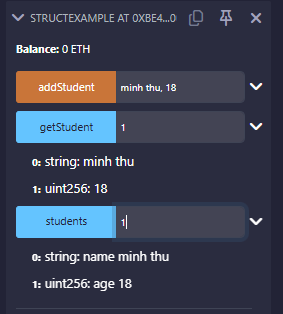 STRUCTEXAMPLE AT 0XBE4...0
Balance: 0 ETH
addStudent minh thu, 18
getStudent 1
0: string: minh thu
1: uint256: 18
students 1
0: string: name minh thu
1: uint256: age 18